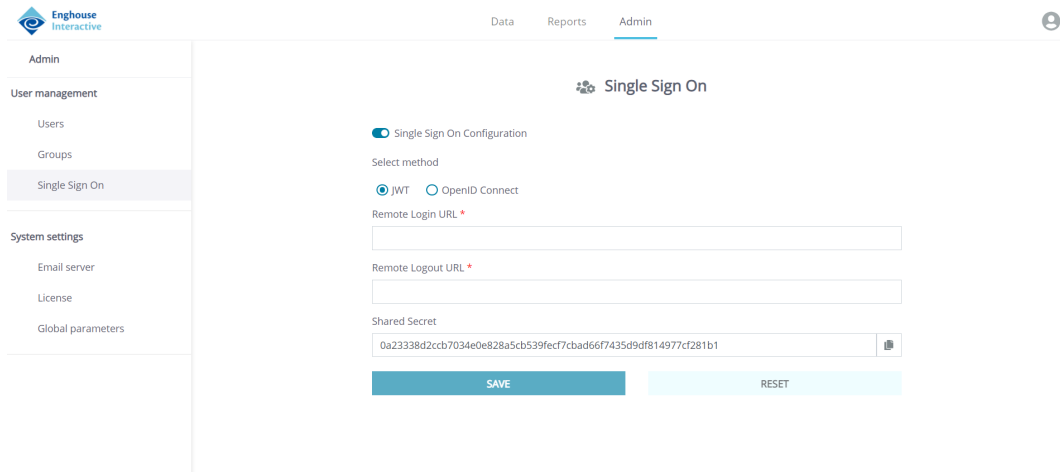 Enghouse
Interactive
Data Reports Admin
Admin
User management
Users
Groups
Single Sign On
System settings
Email server
License
Global parameters
Single Sign On
Single Sign On Configuration
Select method
JWT OpenID Connect
Remote Login URL *
Remote Logout URL *
Shared Secret
0a23338d2ccb7034e0e828a5cb539fecf7cbad66f7435d9df814977cf281b1
SAVE RESET